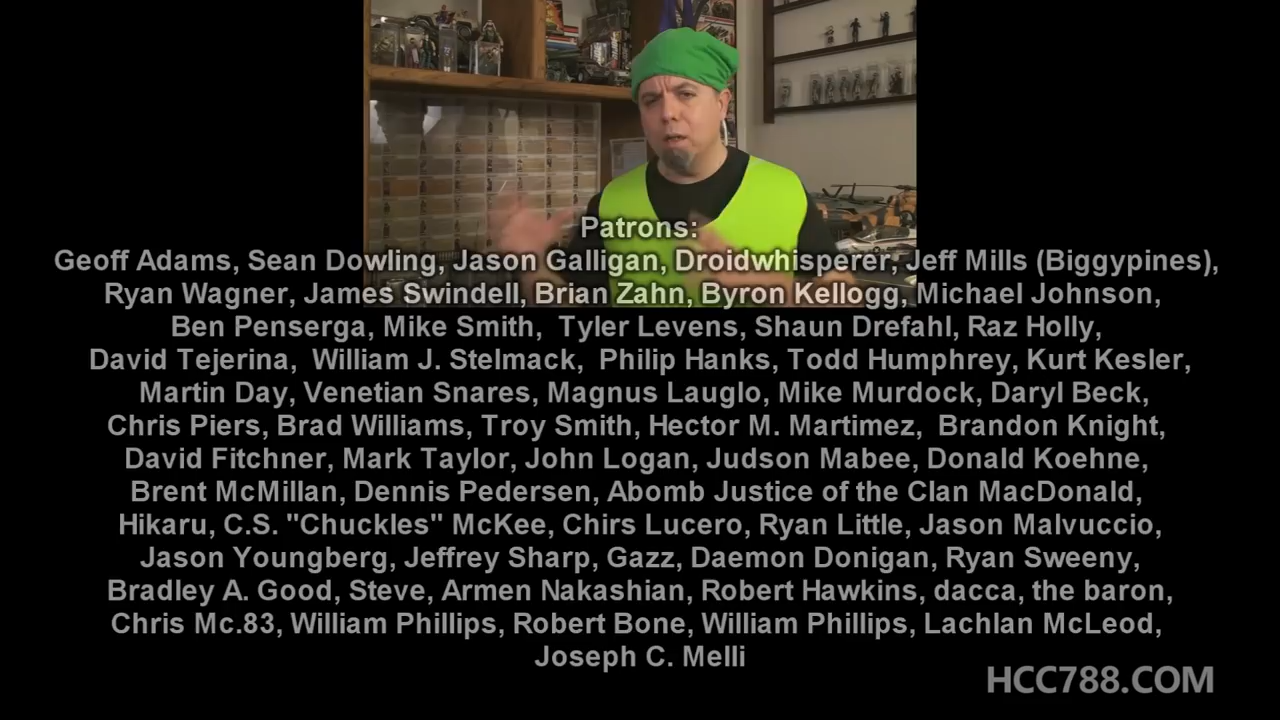 Patrons:
Geoff Adams, Sean Dowling, Jason Galligan, Droidwhisperer, Jeff Mills (Biggypines),
Ryan Wagner, James Swindell, Brian Zahn, Byron Kellogg, Michael Johnson,
Ben Penserga, Mike Smith,  Tyler Levens, Shaun Drefahl, Raz Holly,
David Tejerina,  William J. Stelmack,  Philip Hanks, Todd Humphrey, Kurt Kesler,
Martin Day, Venetian Snares, Magnus Lauglo, Mike Murdock, Daryl Beck,
Chris Piers, Brad Williams, Troy Smith, Hector M. Martimez,  Brandon Knight,
David Fitchner, Mark Taylor, John Logan, Judson Mabee, Donald Koehne,
Brent McMillan, Dennis Pedersen, Abomb Justice of the Clan MacDonald,
Hikaru, C.S. "Chuckles" McKee, Chirs Lucero, Ryan Little, Jason Malvuccio,
Jason Youngberg, Jeffrey Sharp, Gazz, Daemon Donigan, Ryan Sweeny,
Bradley A. Good, Steve, Armen Nakashian, Robert Hawkins, dacca, the baron,
Chris Mc.83, William Phillips, Robert Bone, William Phillips, Lachlan McLeod,
Joseph C. Melli
HCC788.COM